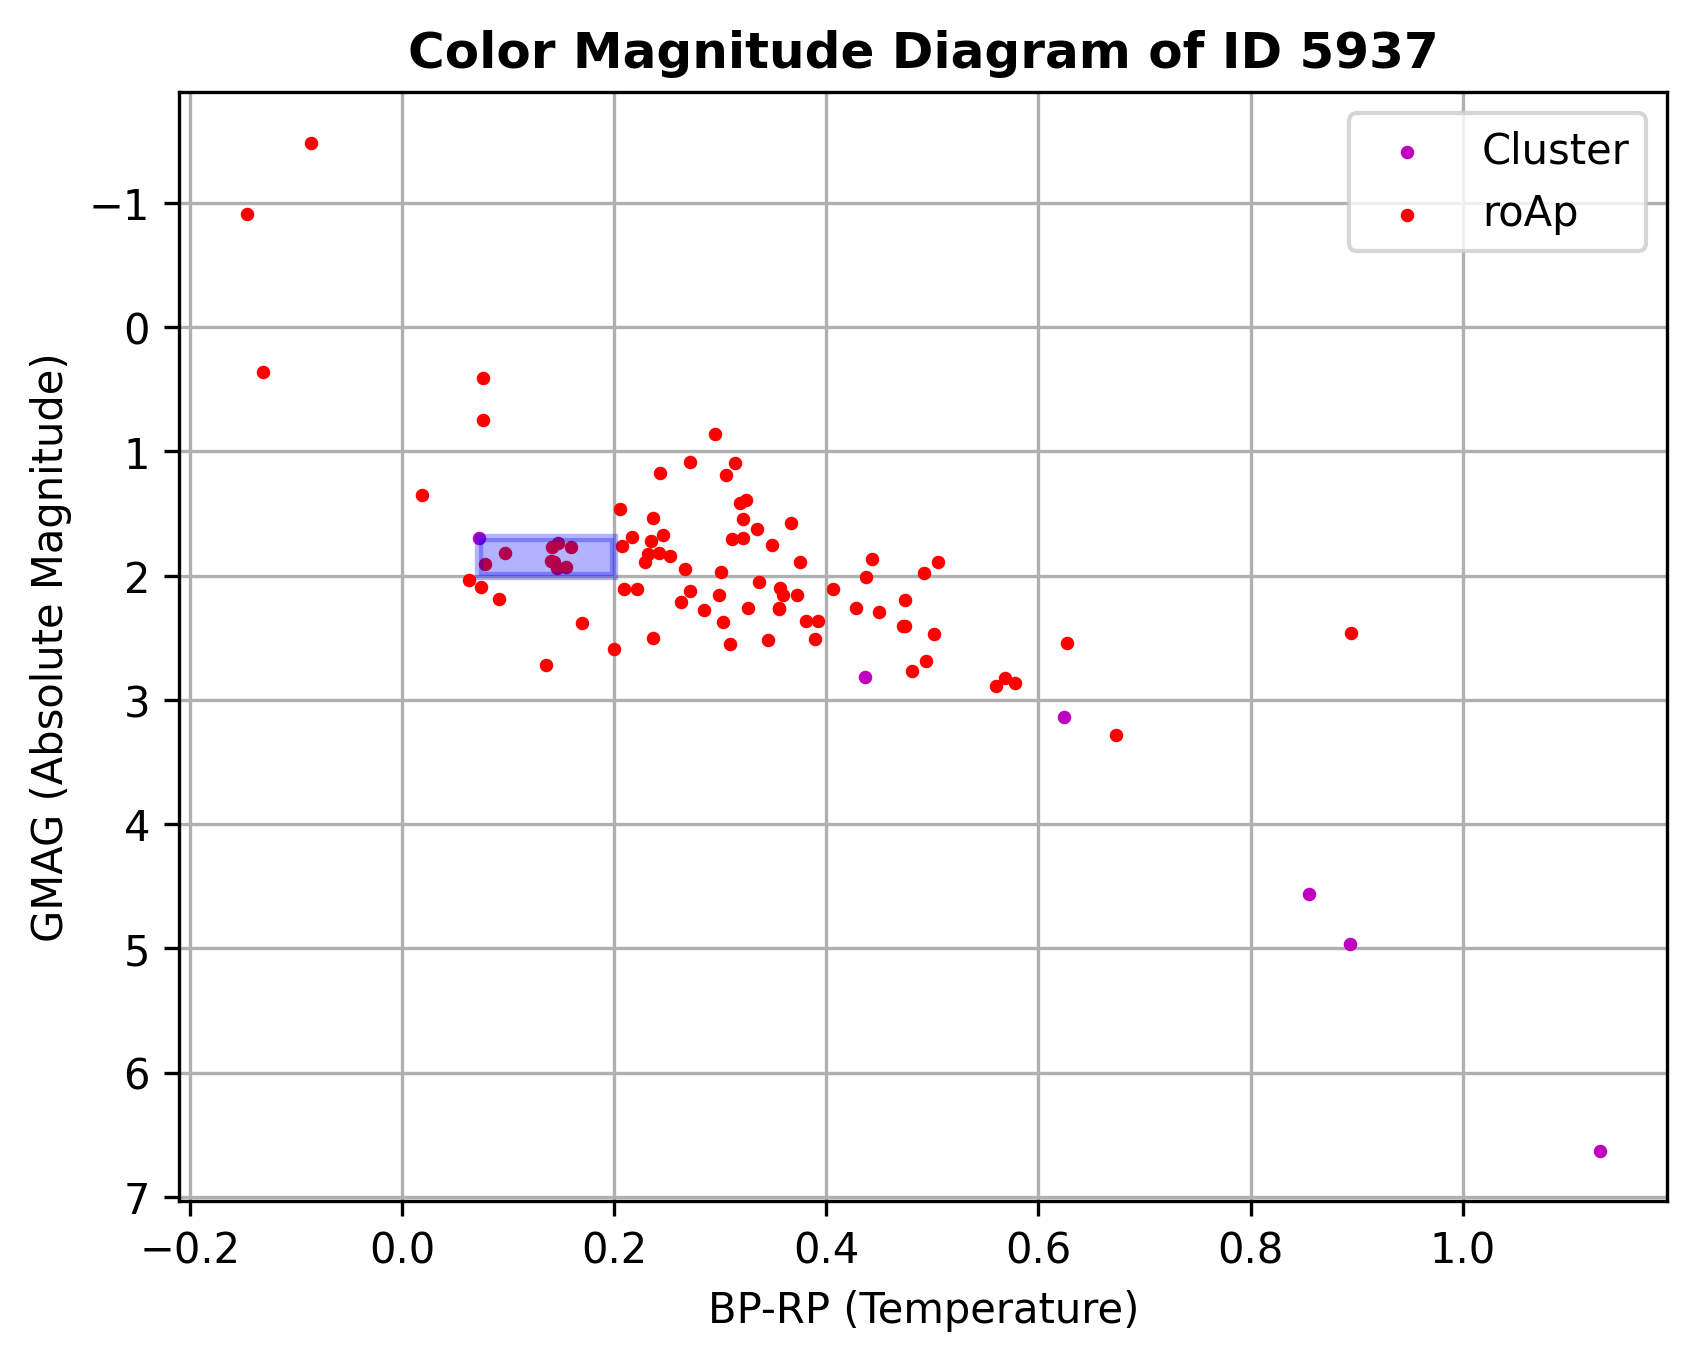 Color Magnitude Diagram of ID 5937
Cluster
roAp
GMAG (Absolute Magnitude)
−1
0
1
2
3
4
5
6
7
−0.2 0.0 0.2 0.4 0.6 0.8 1.0
BP-RP (Temperature)